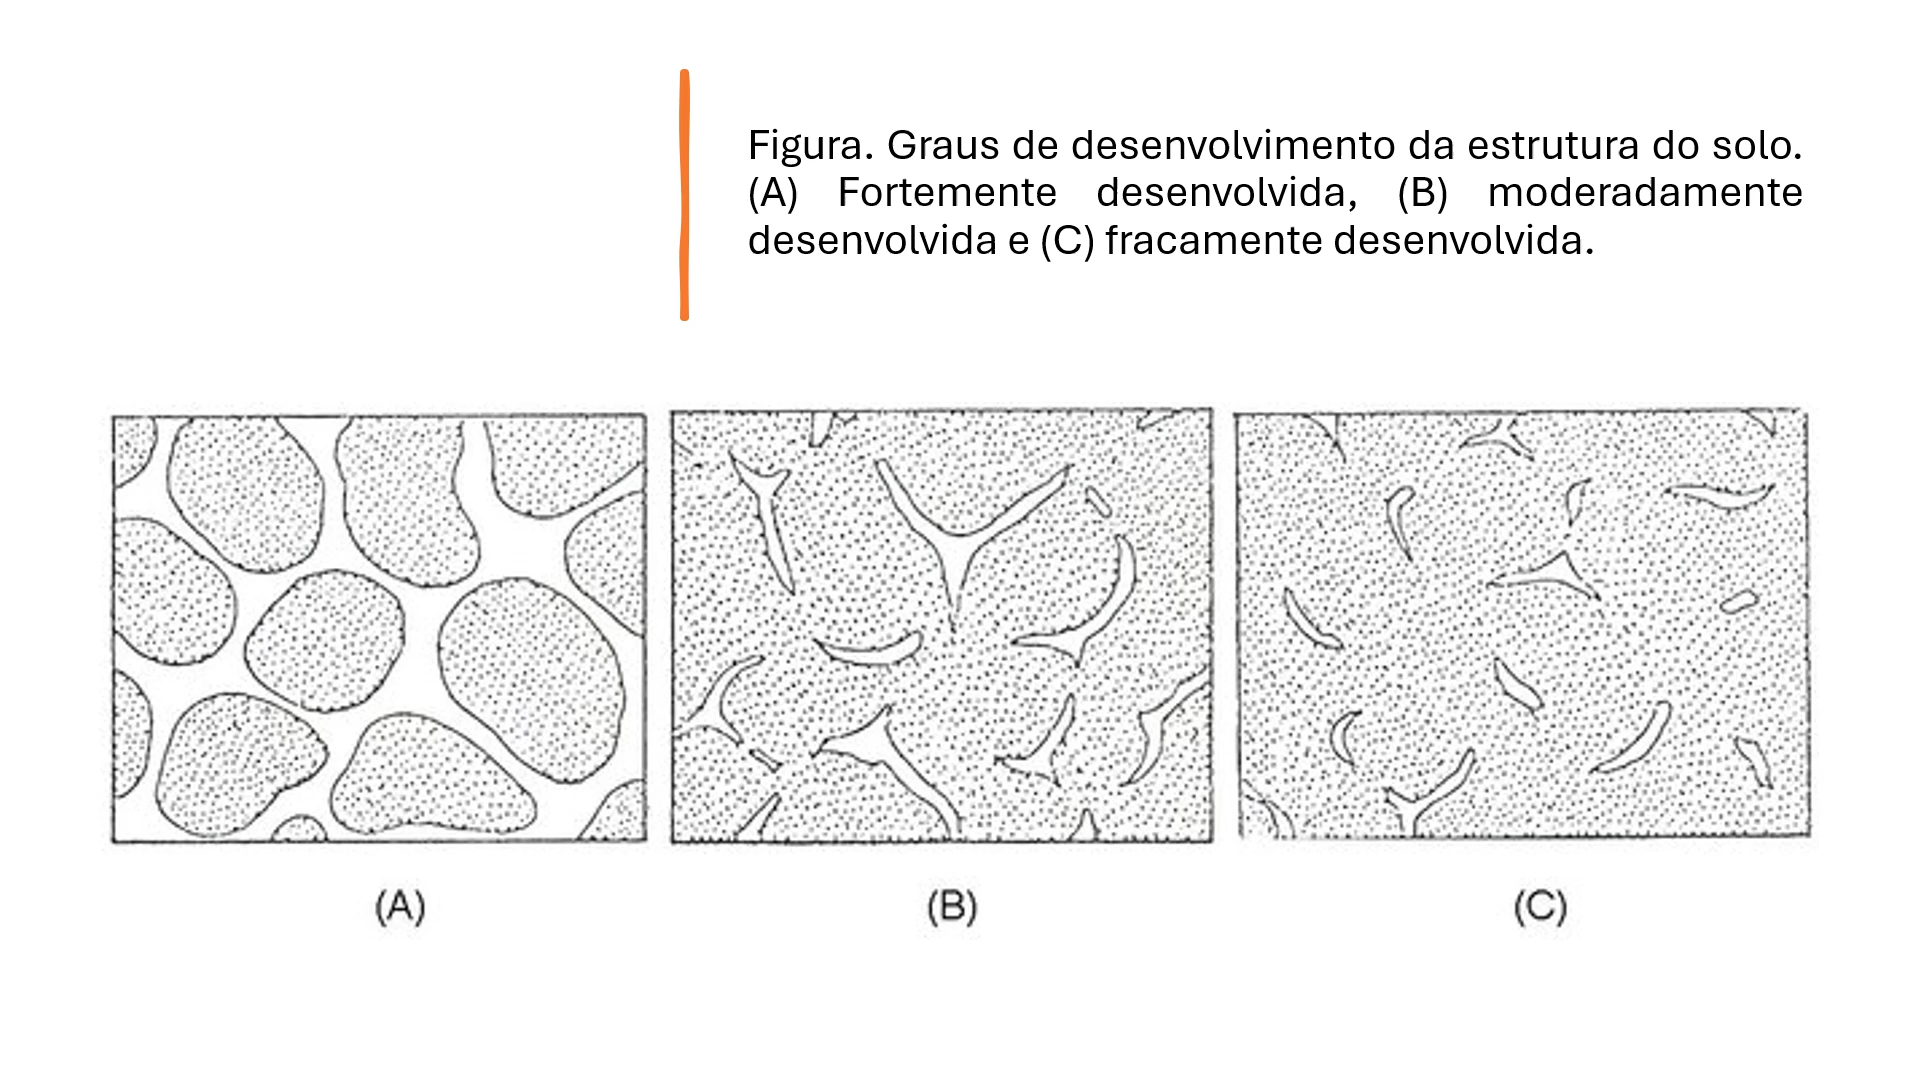 Figura. Graus de desenvolvimento da estrutura do solo.
(A) Fortemente desenvolvida, (B) moderadamente
desenvolvida e (C) fracamente desenvolvida.
(A)
(B)
(C)